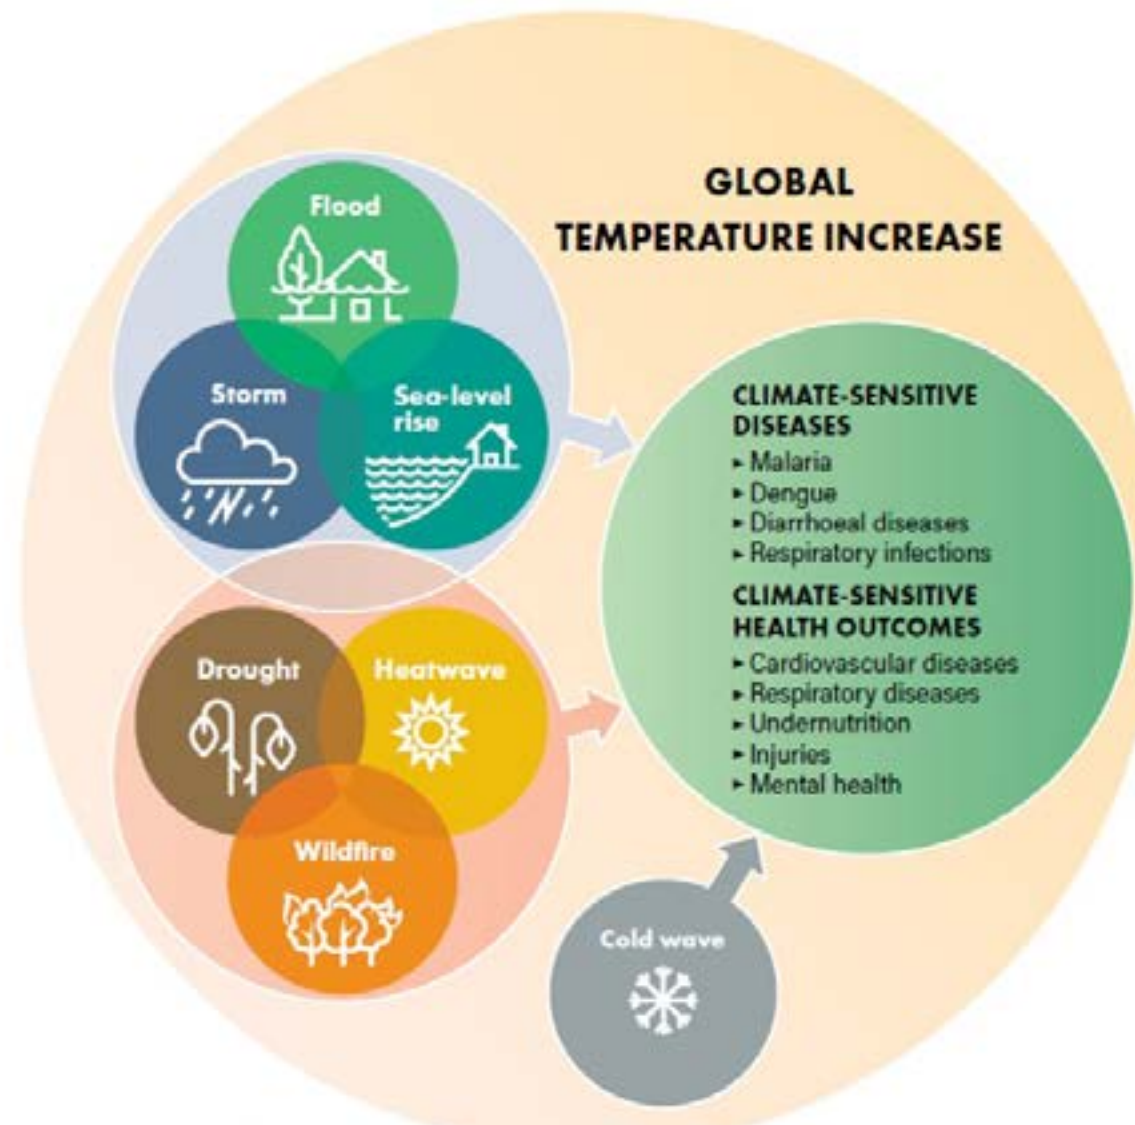 GLOBAL
TEMPERATURE INCREASE
Flood
Storm
Sea-level
rise
Drought
Heatwave
Wildfire
CLIMATE-SENSITIVE
DISEASES
► Malaria
► Dengue
► Diarrhoeal diseases
► Respiratory infections
CLIMATE-SENSITIVE
HEALTH OUTCOMES
► Cardiovascular diseases
► Respiratory diseases
► Undernutrition
► Injuries
► Mental health
Cold wave